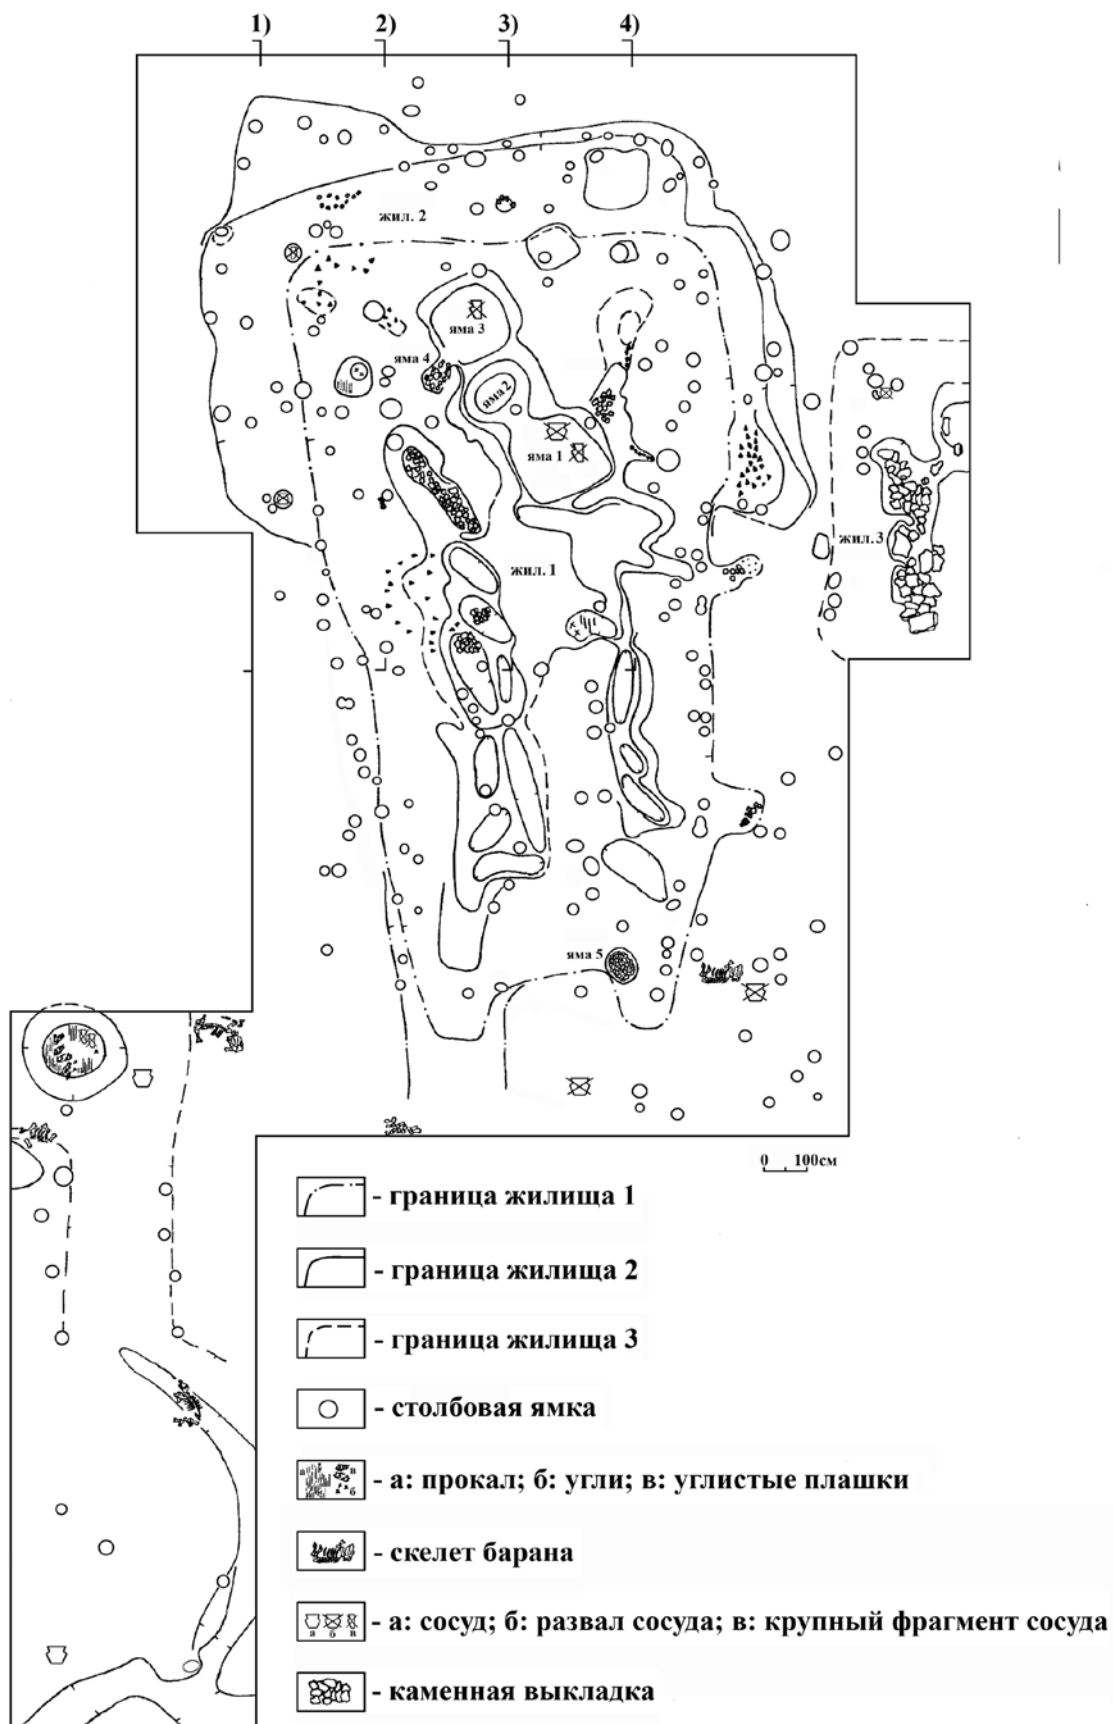 1) 2) 3) 4)
жил. 2
яма 3
яма 4
яма 2
яма 1
жил. 3
жил. 1
яма 5
0 100см
- граница жилища 1
- граница жилища 2
- граница жилища 3
- столбовая ямка
а в б
- а: прокал; б: угли; в: углистые плашки
- скелет барана
а б в
- а: сосуд; б: развал сосуда; в: крупный фрагмент сосуда
- каменная выкладка